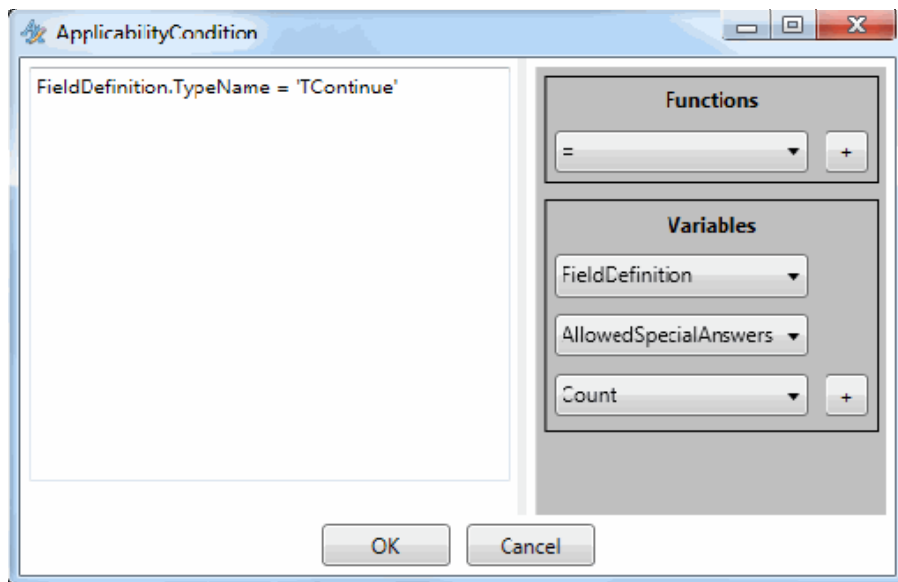 ApplicabilityCondition
FieldDefinition.TypeName = 'TContinue'
Functions
=
+
Variables
FieldDefinition
AllowedSpecialAnswers
Count
+
OK
Cancel